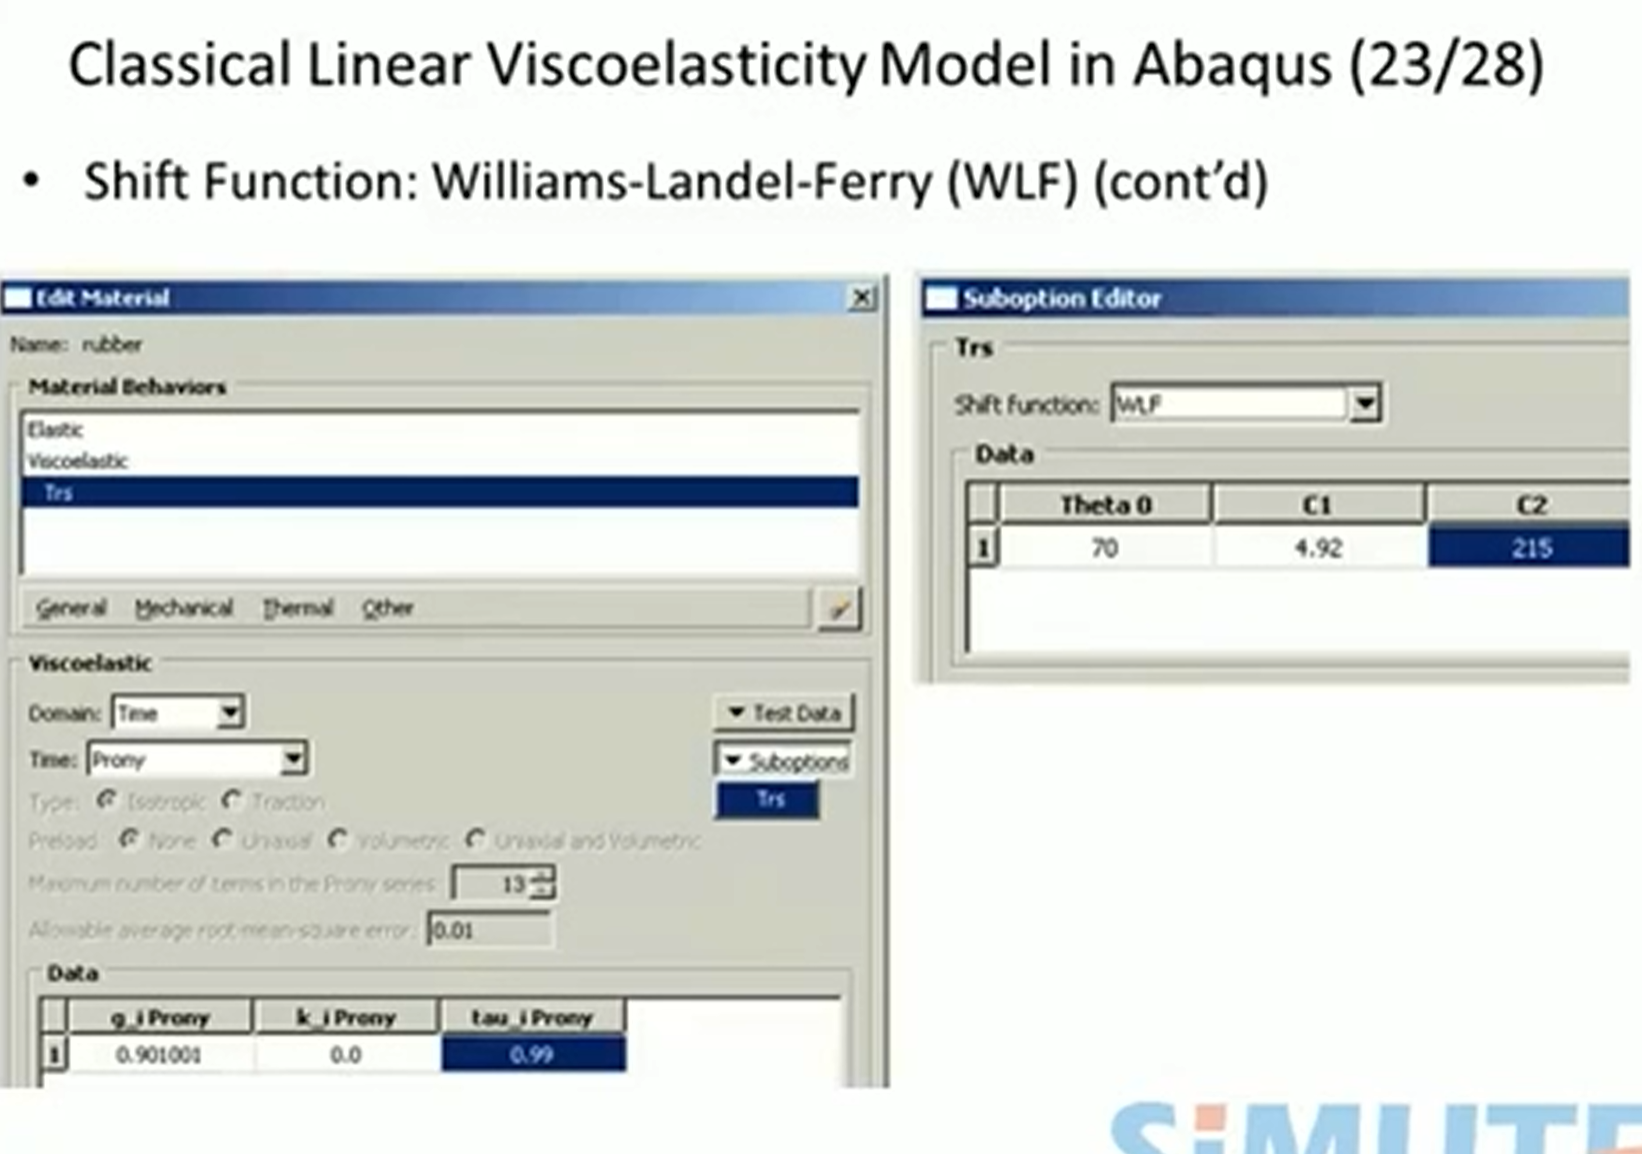 Classical Linear Viscoelasticity Model in Abaqus (23/28)
• Shift Function: Williams-Landel-Ferry (WLF) (cont'd)
Edit Material
Name: rubber
Material Behaviors
Elastic
Viscoelastic
Trs
General Mechanical Thermal Other
Viscoelastic
Domain: Time
Test Data
Time: Prony
Suboptions
Trs
Type: Isotropic Traction
Preload: None Uniaxial Volumetric Uniaxial and Volumetric
Maximum number of terms in the Prony series: 13
Allowable average root-mean-square error: 0.01
Data
g_i Prony k_i Prony tau_i Prony
1 0.901001 0.0 0.99
Suboption Editor
Trs
Shift function: WLF
Data
Theta 0 C1 C2
1 70 4.92 215